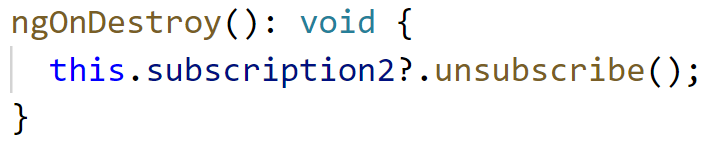 ngOnDestroy(): void {
  this.subscription2?.unsubscribe();
}